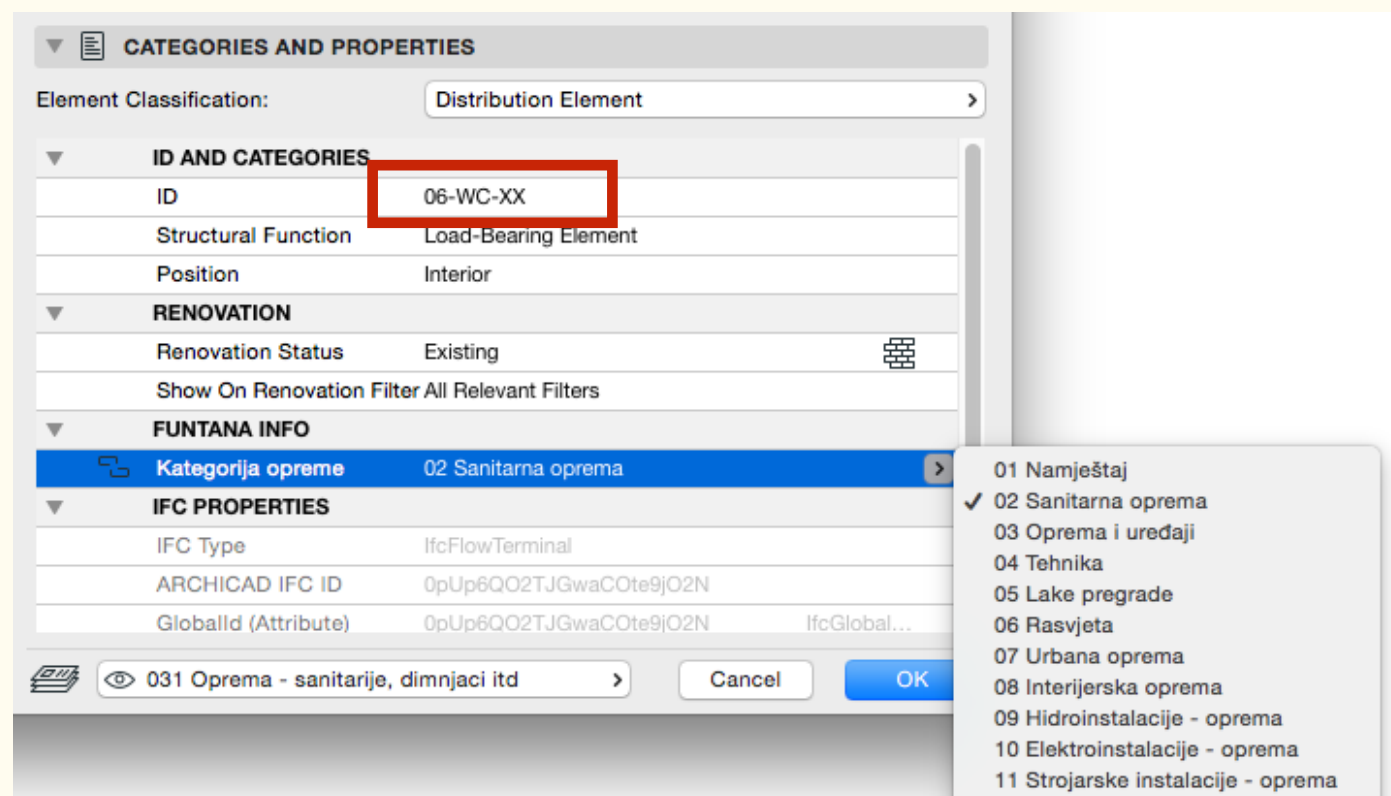 CATEGORIES AND PROPERTIES
Element Classification: Distribution Element
ID AND CATEGORIES
ID 06-WC-XX
Structural Function Load-Bearing Element
Position Interior
RENOVATION
Renovation Status Existing
Show On Renovation Filter All Relevant Filters
FUNTANA INFO
Kategorija opreme 02 Sanitarna oprema
IFC PROPERTIES
IFC Type IfcFlowTerminal
ARCHICAD IFC ID 0pUp6QO2TJGwaCOte9jO2N
GlobalId (Attribute) 0pUp6QO2TJGwaCOte9jO2N IfcGlobal...
031 Oprema - sanitarije, dimnjaci itd Cancel OK
01 Namještaj
02 Sanitarna oprema
03 Oprema i uređaji
04 Tehnika
05 Lake pregrade
06 Rasvjeta
07 Urbana oprema
08 Interijerska oprema
09 Hidroinstalacije - oprema
10 Elektroinstalacije - oprema
11 Strojarske instalacije - oprema